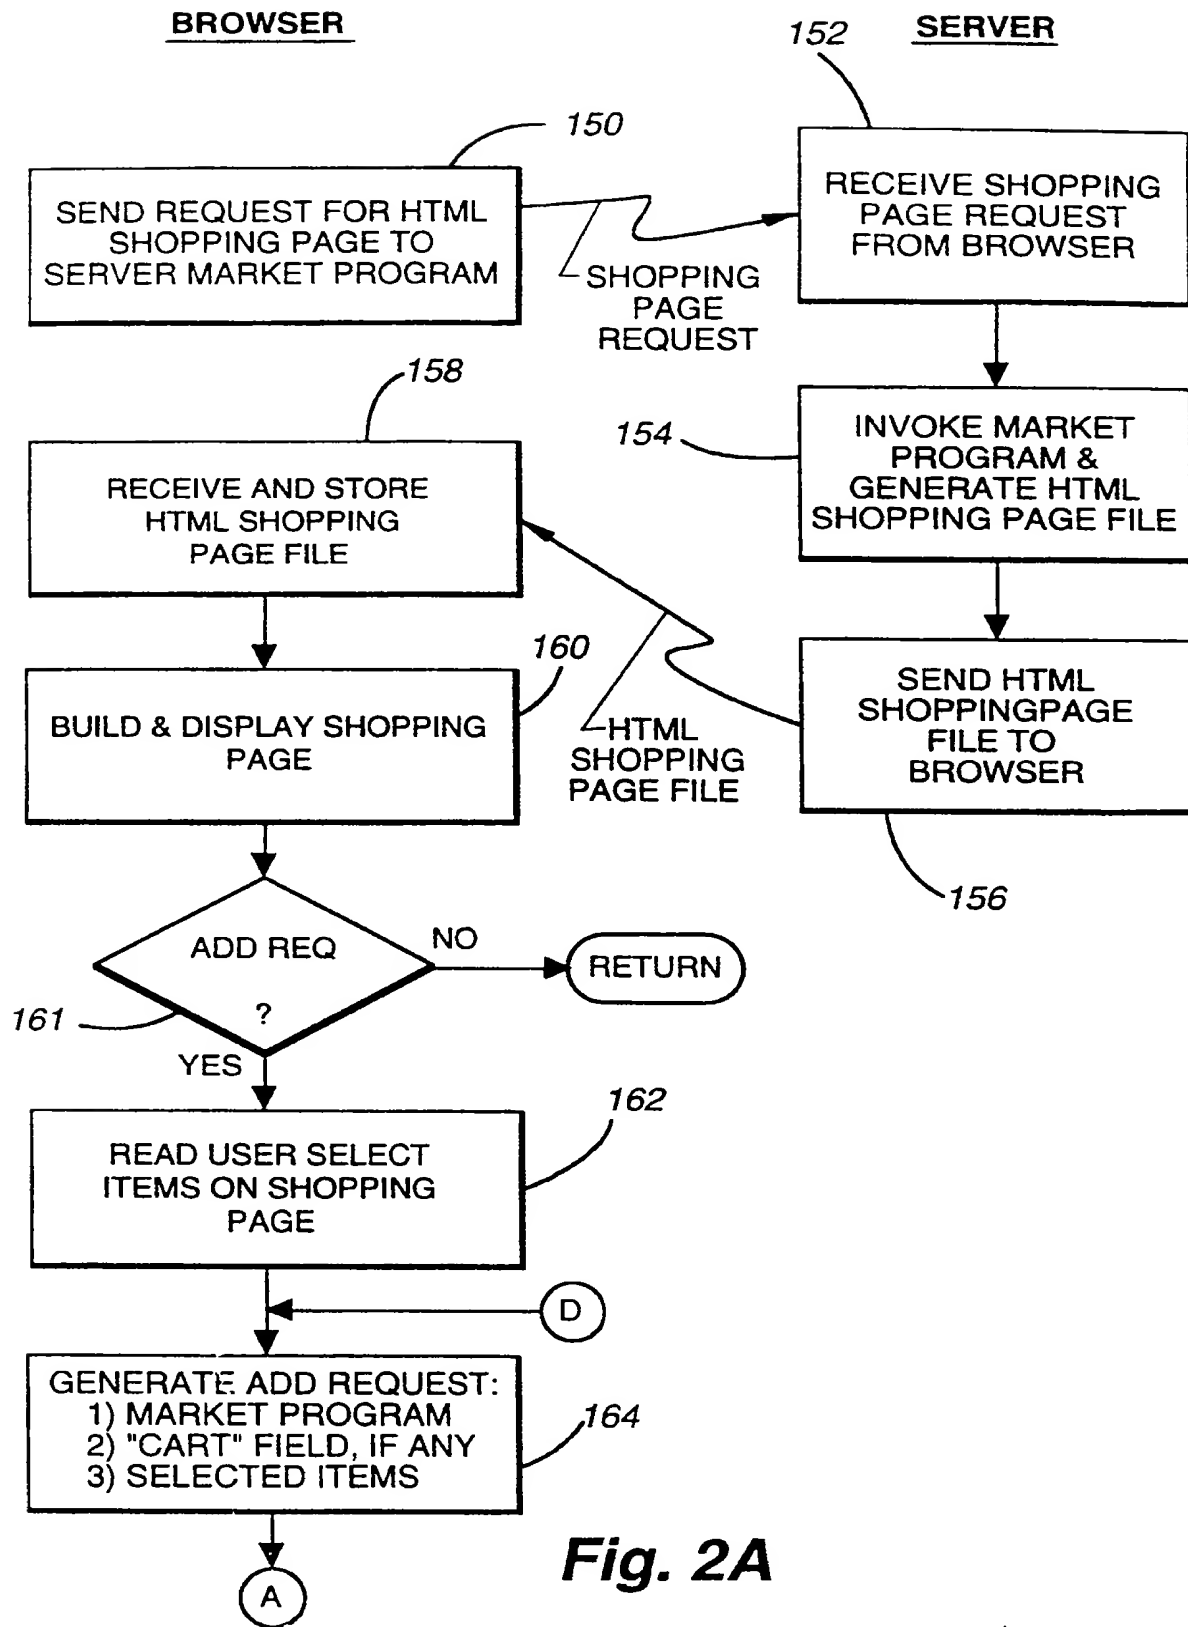 BROWSER
SERVER
152
150
SEND REQUEST FOR HTML
SHOPPING PAGE TO
SERVER MARKET PROGRAM
RECEIVE SHOPPING
PAGE REQUEST
FROM BROWSER
SHOPPING
PAGE
REQUEST
158
154
RECEIVE AND STORE
HTML SHOPPING
PAGE FILE
INVOKE MARKET
PROGRAM &
GENERATE HTML
SHOPPING PAGE FILE
160
BUILD & DISPLAY SHOPPING
PAGE
HTML
SHOPPING
PAGE FILE
SEND HTML
SHOPPINGPAGE
FILE TO
BROWSER
156
ADD REQ
?
NO
RETURN
161
YES
162
READ USER SELECT
ITEMS ON SHOPPING
PAGE
D
GENERATE ADD REQUEST:
1) MARKET PROGRAM
2) "CART" FIELD, IF ANY
3) SELECTED ITEMS
164
A
Fig. 2A